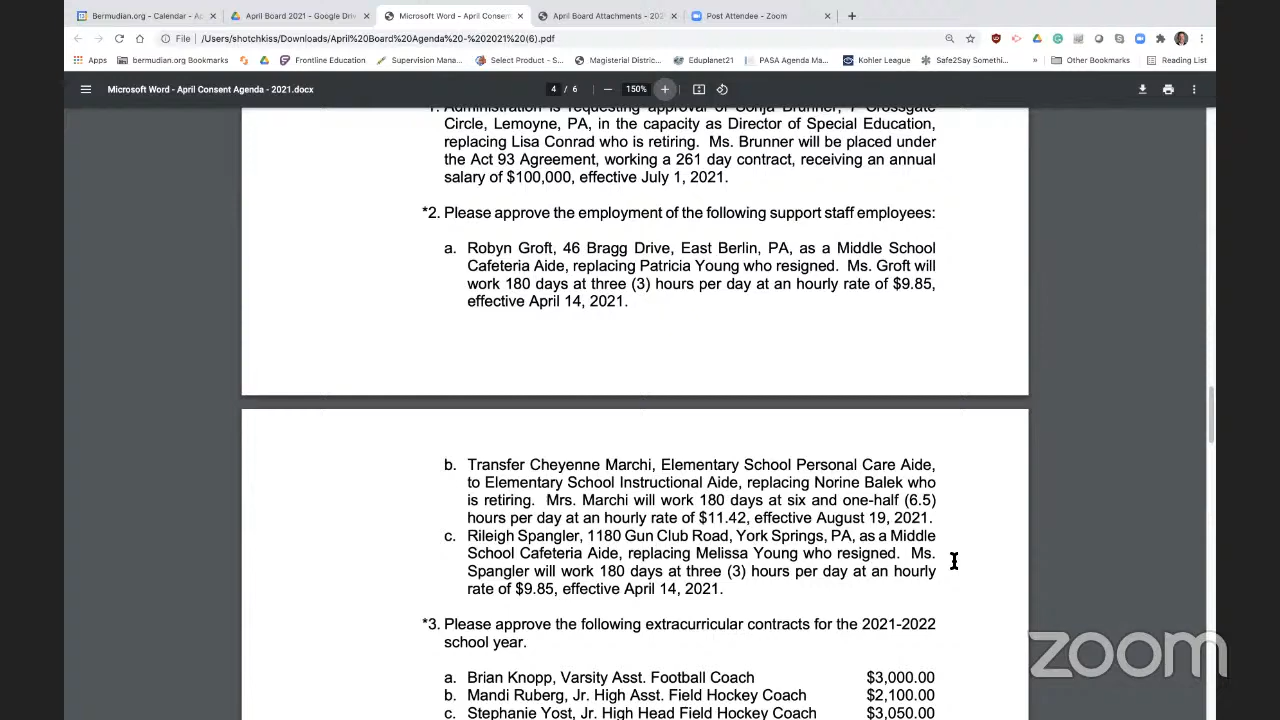 Bermudian.org - Calendar - Ap
April Board 2021 - Google Driv
Microsoft Word - April Consent
April Board Attachments - 202
Post Attendee - Zoom
File
/Users/shotchkiss/Downloads/April%20Board%20Agenda%20-%202021%20(6).pdf
Apps
bermudian.org Bookmarks
Frontline Education
Supervision Mana...
Select Product - S...
Magisterial Distric...
Eduplanet21
PASA Agenda Ma...
Kohler League
Safe2Say Somethi...
Other Bookmarks
Reading List
Microsoft Word - April Consent Agenda - 2021.docx
4 / 6
150%
1. Administration is requesting approval of Sonja Brunner, 7 Crossgate
Circle, Lemoyne, PA, in the capacity as Director of Special Education,
replacing Lisa Conrad who is retiring. Ms. Brunner will be placed under
the Act 93 Agreement, working a 261 day contract, receiving an annual
salary of $100,000, effective July 1, 2021.
*2. Please approve the employment of the following support staff employees:
a. Robyn Groft, 46 Bragg Drive, East Berlin, PA, as a Middle School
Cafeteria Aide, replacing Patricia Young who resigned. Ms. Groft will
work 180 days at three (3) hours per day at an hourly rate of $9.85,
effective April 14, 2021.
b. Transfer Cheyenne Marchi, Elementary School Personal Care Aide,
to Elementary School Instructional Aide, replacing Norine Balek who
is retiring. Mrs. Marchi will work 180 days at six and one-half (6.5)
hours per day at an hourly rate of $11.42, effective August 19, 2021.
c. Rileigh Spangler, 1180 Gun Club Road, York Springs, PA, as a Middle
School Cafeteria Aide, replacing Melissa Young who resigned. Ms.
Spangler will work 180 days at three (3) hours per day at an hourly
rate of $9.85, effective April 14, 2021.
*3. Please approve the following extracurricular contracts for the 2021-2022
school year.
a. Brian Knopp, Varsity Asst. Football Coach $3,000.00
b. Mandi Ruberg, Jr. High Asst. Field Hockey Coach $2,100.00
c. Stephanie Yost, Jr. High Head Field Hockey Coach $3,050.00
zoom